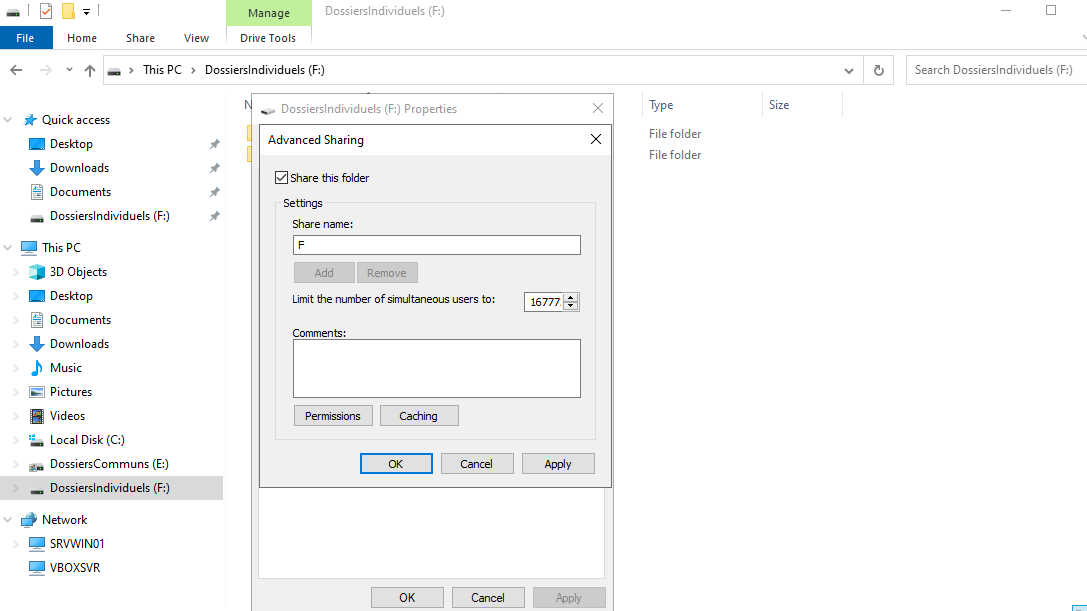 Manage
DossiersIndividuels (F:)
File
Home
Share
View
Drive Tools
This PC
DossiersIndividuels (F:)
Search DossiersIndividuels (F:)
Quick access
Desktop
Downloads
Documents
DossiersIndividuels (F:)
This PC
3D Objects
Desktop
Documents
Downloads
Music
Pictures
Videos
Local Disk (C:)
DossiersCommuns (E:)
DossiersIndividuels (F:)
Network
SRVWIN01
VBOXSVR
N
Type
Size
File folder
File folder
DossiersIndividuels (F:) Properties
Advanced Sharing
Share this folder
Settings
Share name:
F
Add
Remove
Limit the number of simultaneous users to:
16777
Comments:
Permissions
Caching
OK
Cancel
Apply
OK
Cancel
Apply